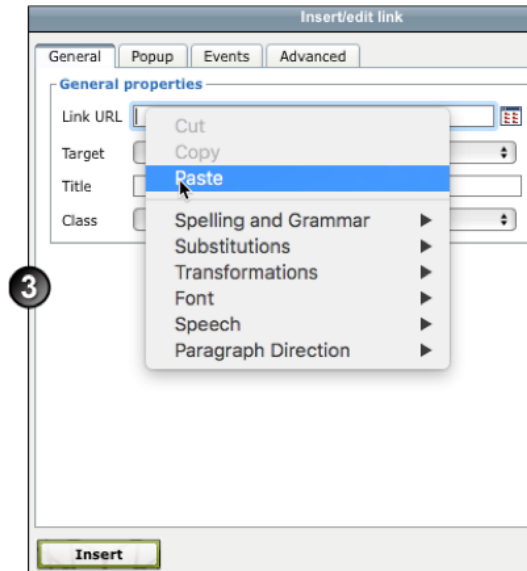 Insert/edit link
General Popup Events Advanced
General properties
Link URL
Cut
Copy
Target
Paste
Title
Class
Spelling and Grammar
Substitutions
Transformations
3
Font
Speech
Paragraph Direction
Insert